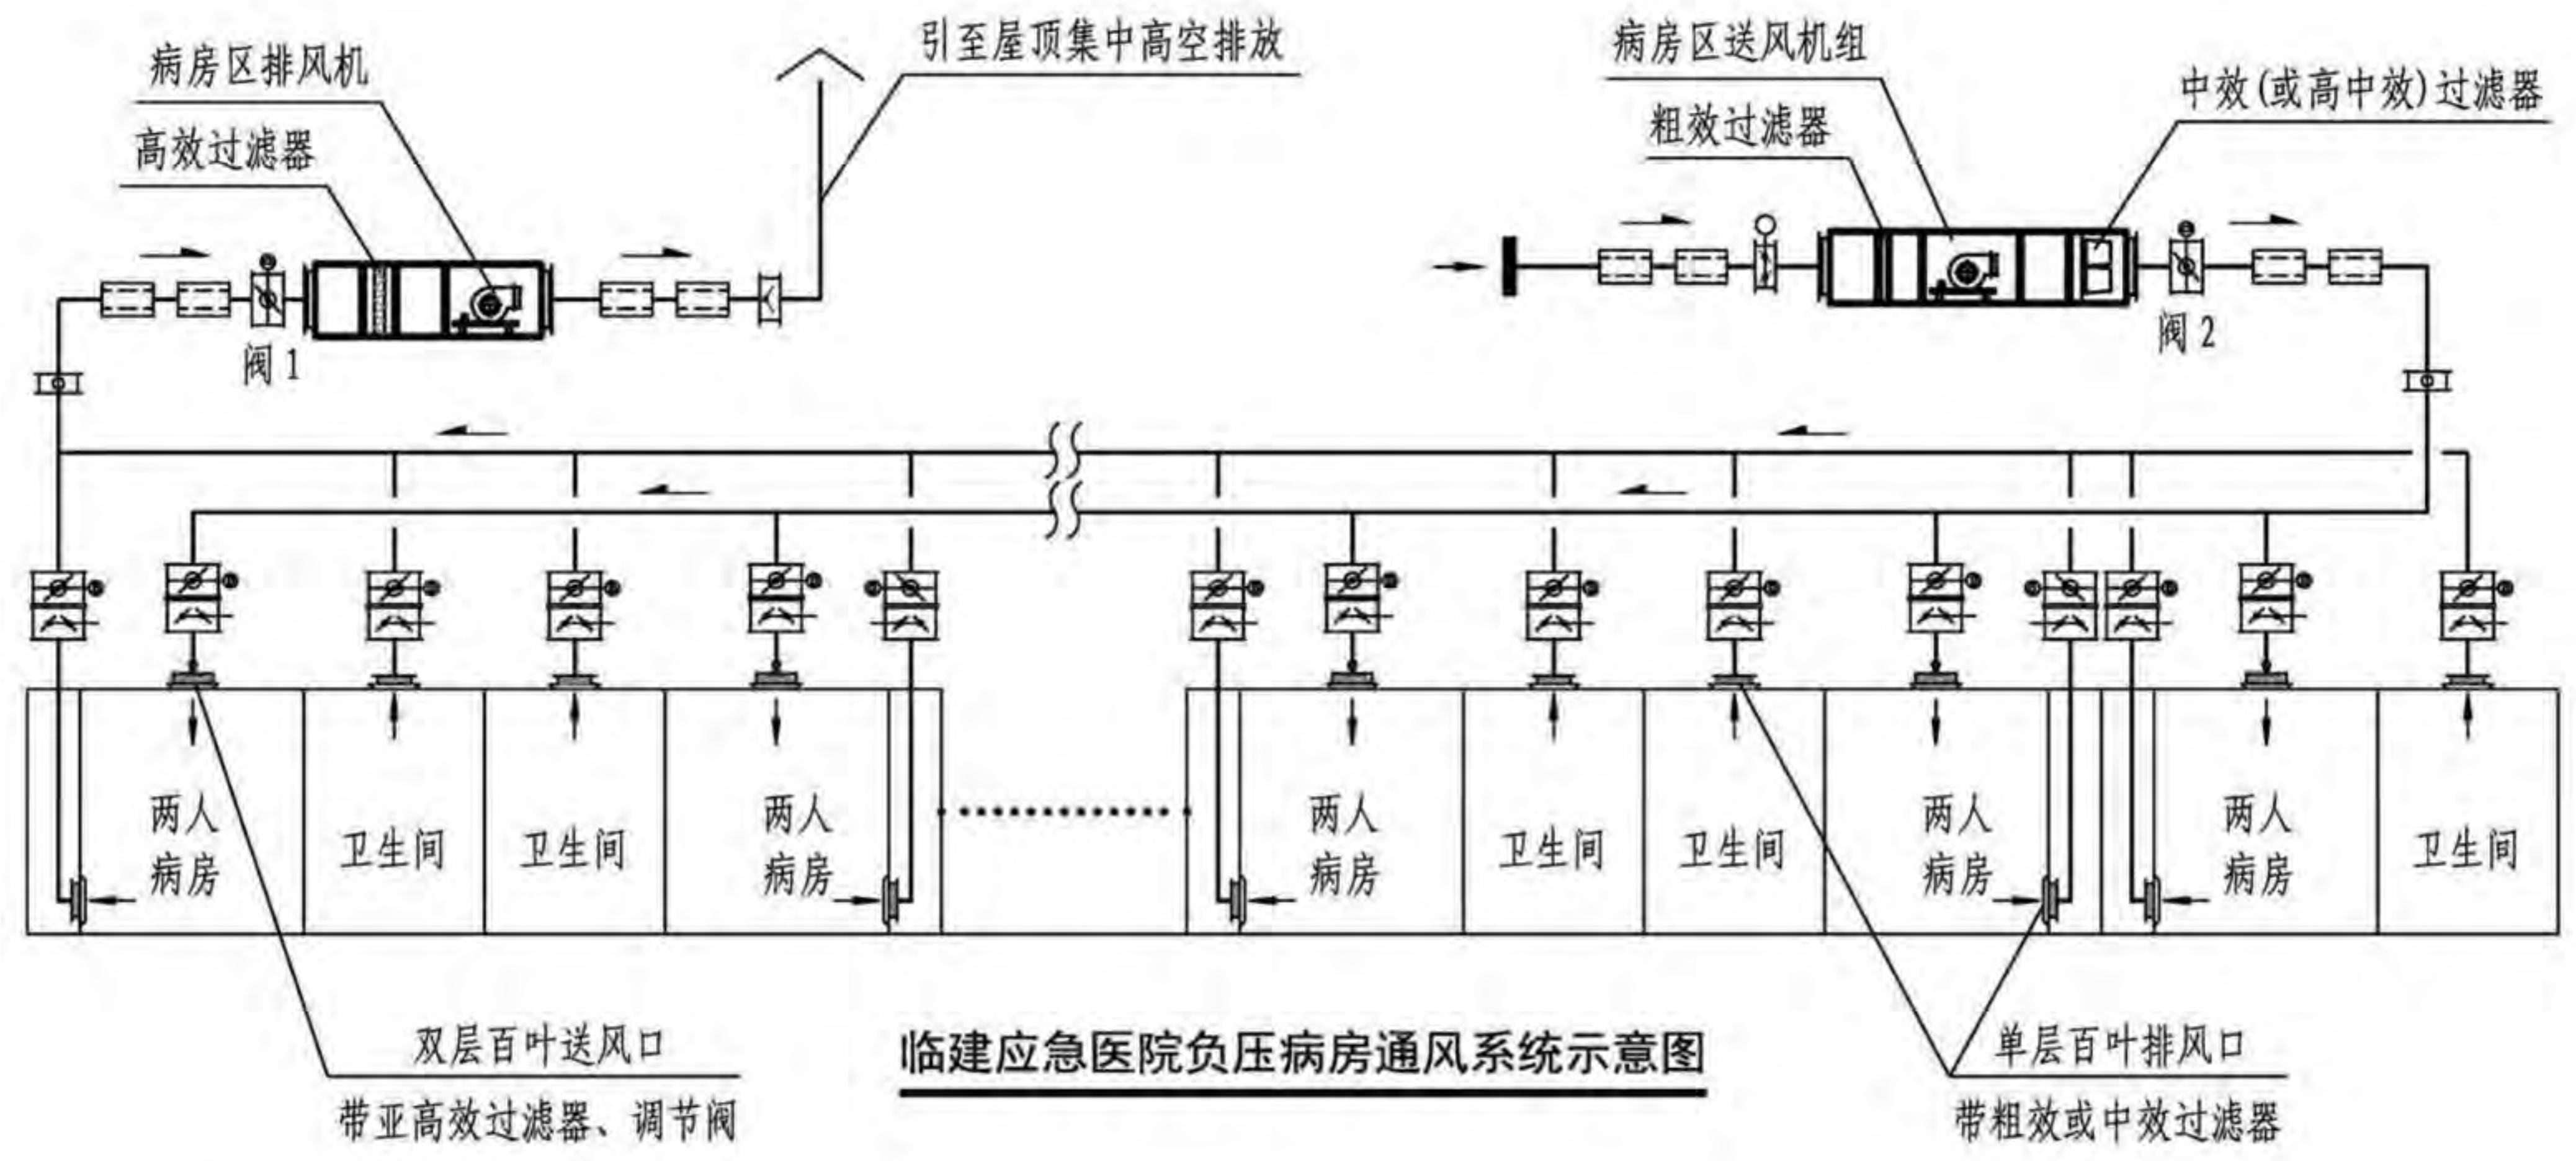 病房区排风机
高效过滤器
引至屋顶集中高空排放
病房区送风机组
中效(或高中效)过滤器
粗效过滤器
阀1
阀2
两人
病房
卫生间
卫生间
两人
病房
两人
病房
卫生间
卫生间
两人
病房
两人
病房
卫生间
双层百叶送风口
带亚高效过滤器、调节阀
临建应急医院负压病房通风系统示意图
单层百叶排风口
带粗效或中效过滤器